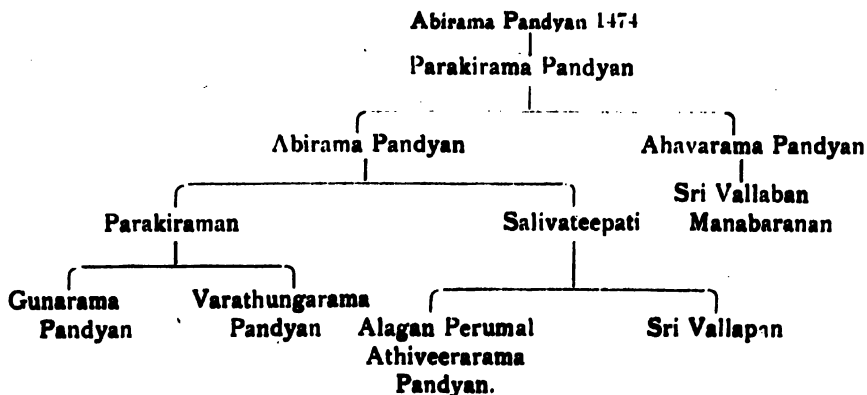 Abirama Pandyan 1474
Parakirama Pandyan
Abirama Pandyan
Ahavarama Pandyan
Sri Vallaban
Manabaranan
Parakiraman
Salivateepati
Gunarama
Pandyan
Varathungarama
Pandyan
Alagan Perumal
Athiveerarama
Pandyan.
Sri Vallapan